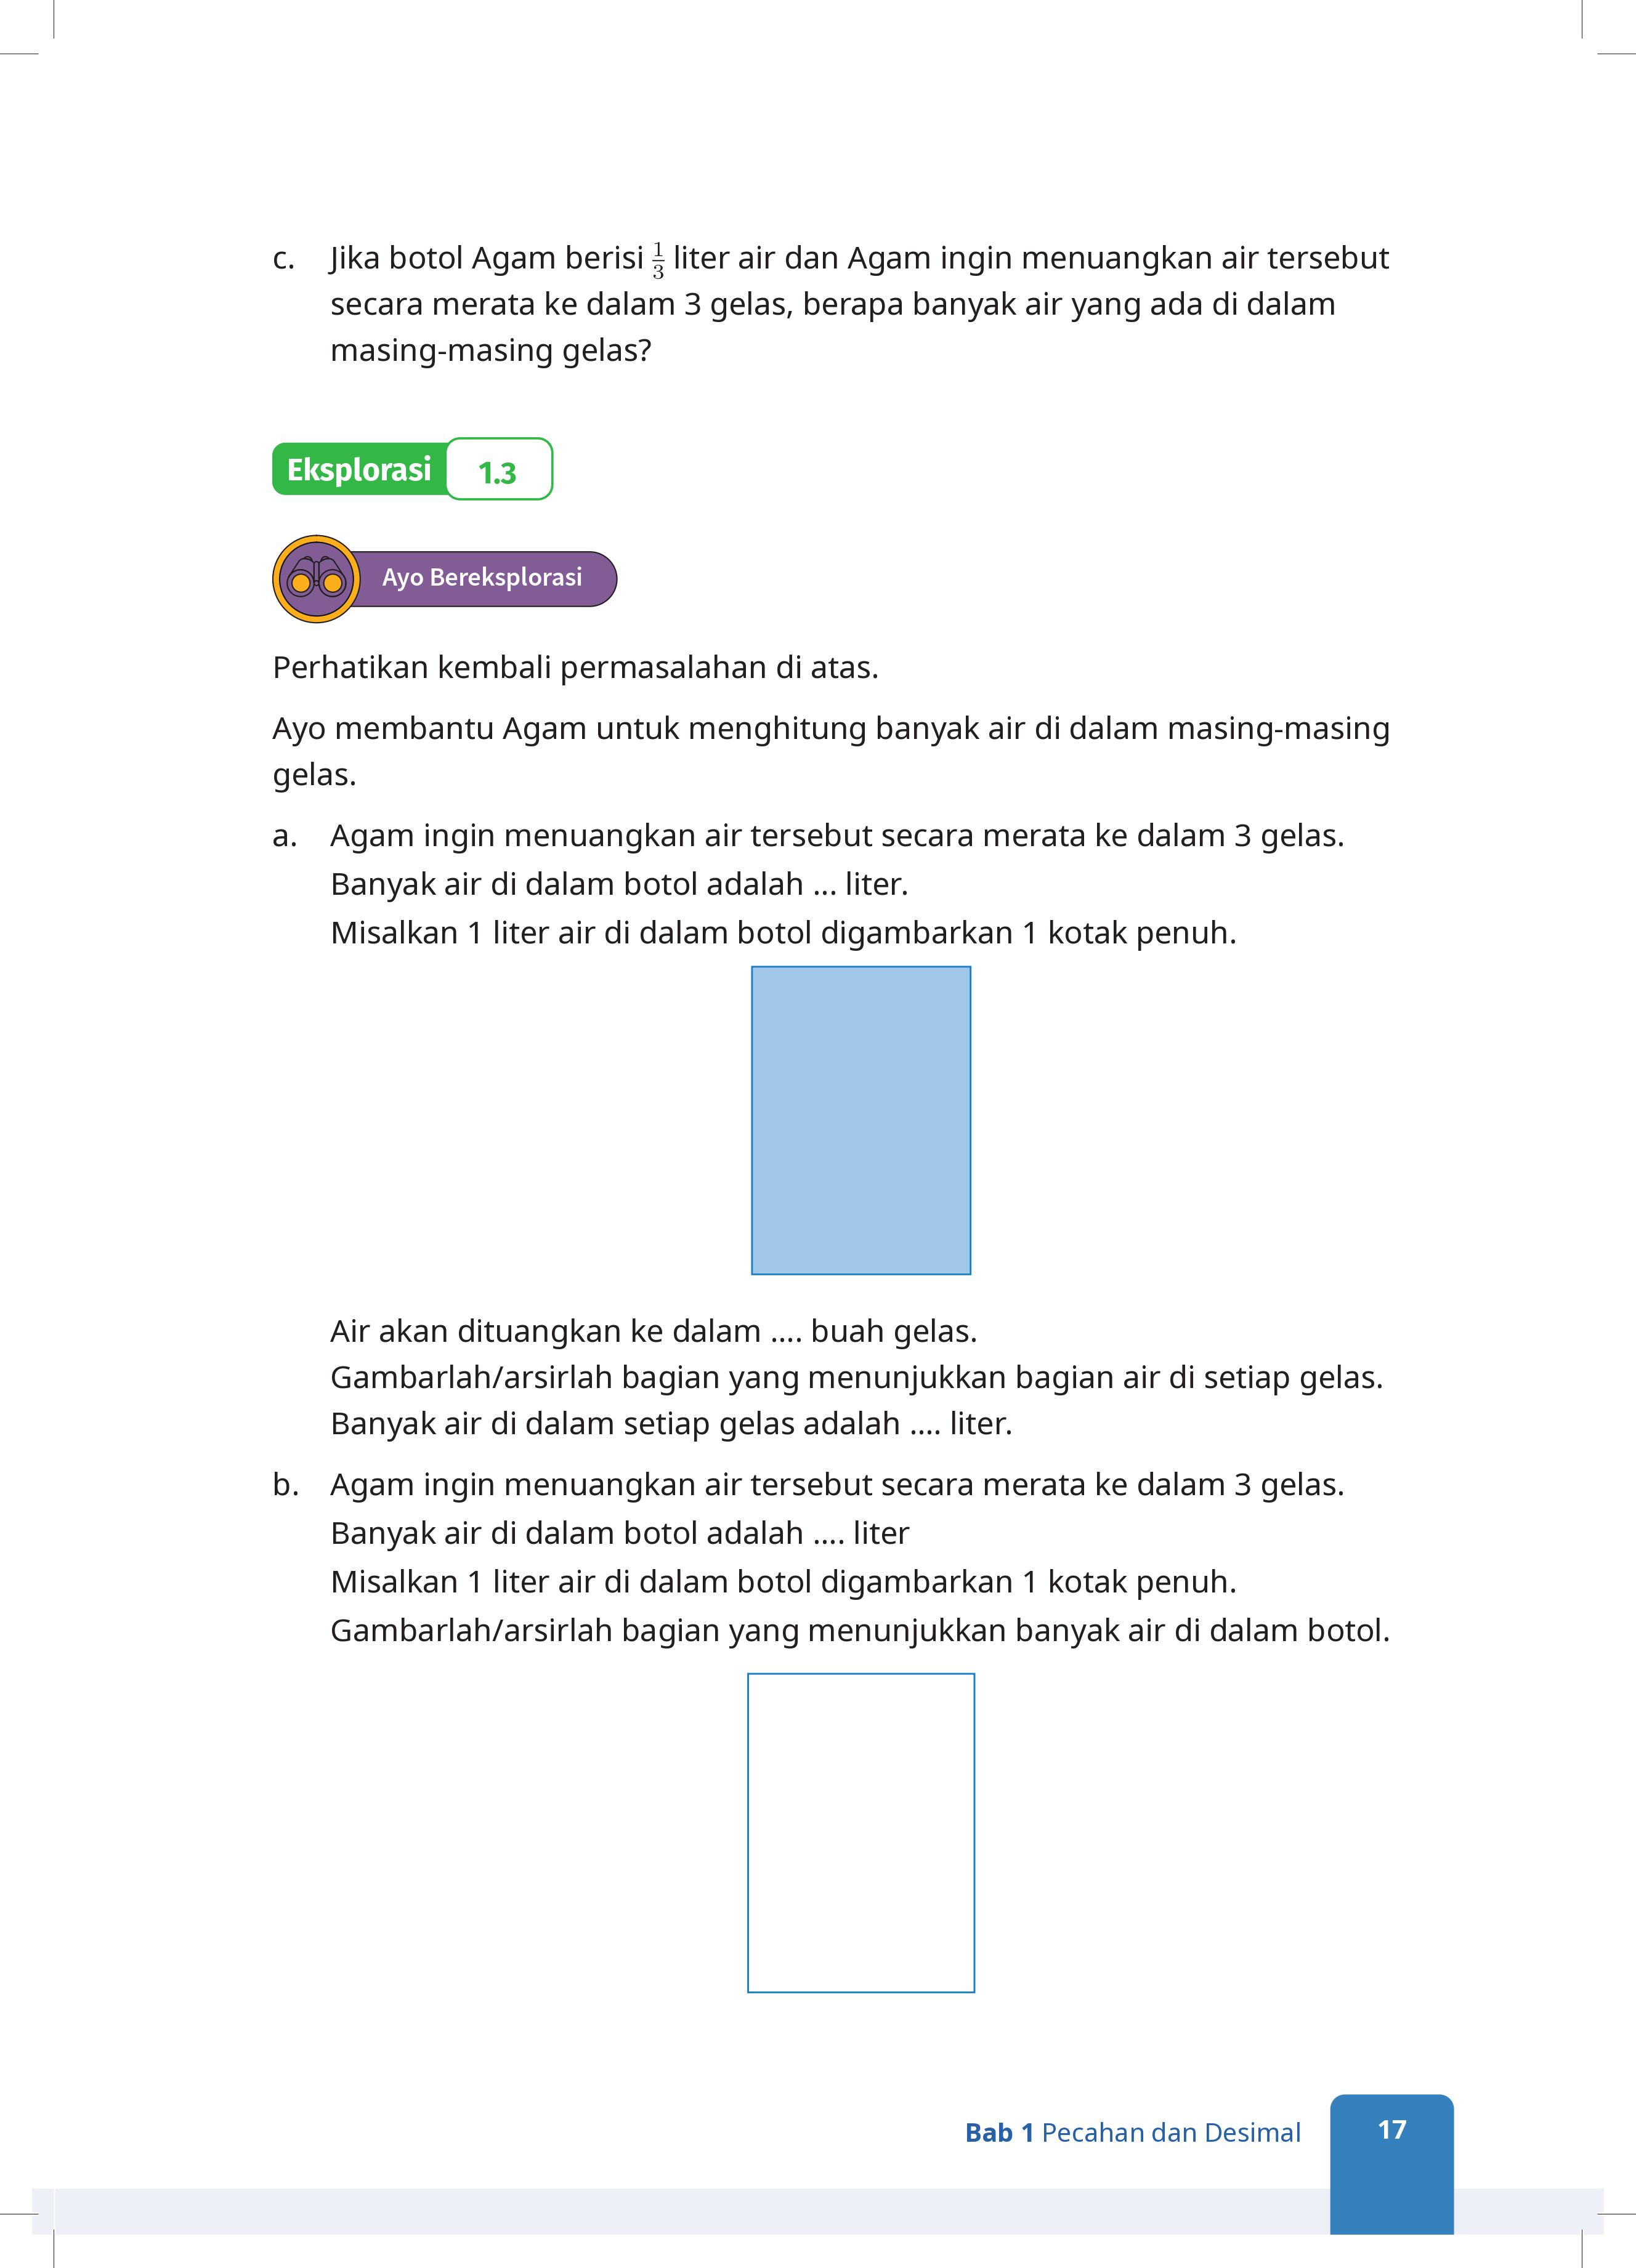 c. Jika botol Agam berisi 1/3 liter air dan Agam ingin menuangkan air tersebut
secara merata ke dalam 3 gelas, berapa banyak air yang ada di dalam
masing-masing gelas?
Eksplorasi 1.3
Ayo Bereksplorasi
Perhatikan kembali permasalahan di atas.
Ayo membantu Agam untuk menghitung banyak air di dalam masing-masing
gelas.
a. Agam ingin menuangkan air tersebut secara merata ke dalam 3 gelas.
Banyak air di dalam botol adalah ... liter.
Misalkan 1 liter air di dalam botol digambarkan 1 kotak penuh.
Air akan dituangkan ke dalam .... buah gelas.
Gambarlah/arsirlah bagian yang menunjukkan bagian air di setiap gelas.
Banyak air di dalam setiap gelas adalah .... liter.
b. Agam ingin menuangkan air tersebut secara merata ke dalam 3 gelas.
Banyak air di dalam botol adalah .... liter
Misalkan 1 liter air di dalam botol digambarkan 1 kotak penuh.
Gambarlah/arsirlah bagian yang menunjukkan banyak air di dalam botol.
Bab 1 Pecahan dan Desimal 17